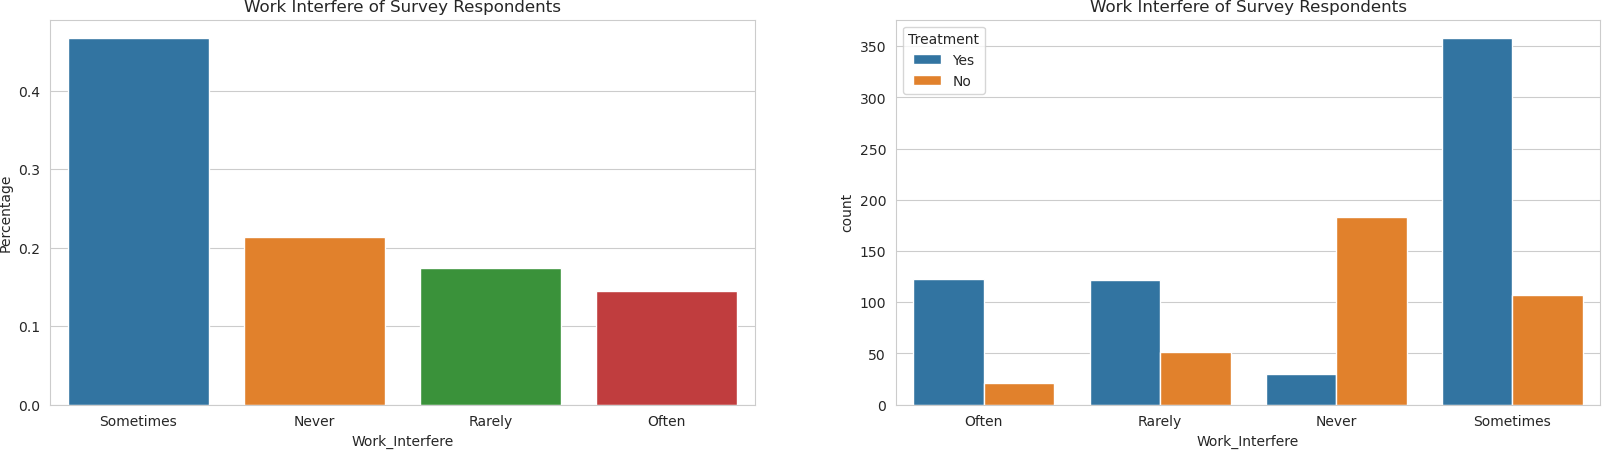 Work Interfere of Survey Respondents
Percentage
0.4
0.3
0.2
0.1
0.0
Sometimes Never Rarely Often
Work_Interfere
Work Interfere of Survey Respondents
Treatment
Yes
No
count
350
300
250
200
150
100
50
0
Often Rarely Never Sometimes
Work_Interfere